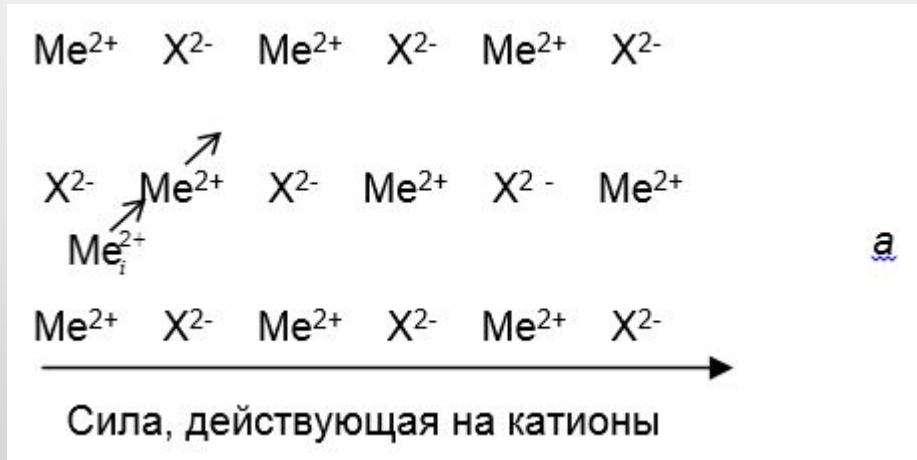 Me²⁺ X²⁻ Me²⁺ X²⁻ Me²⁺ X²⁻
X²⁻ Me²⁺ X²⁻ Me²⁺ X² ⁻ Me²⁺
Meᵢ²⁺ a
Me²⁺ X²⁻ Me²⁺ X²⁻ Me²⁺ X²⁻
Сила, действующая на катионы